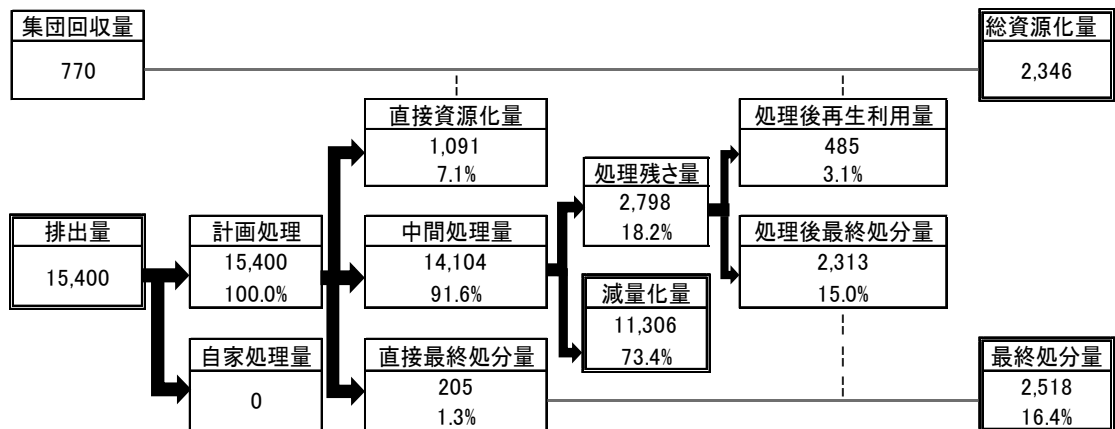 集団回収量
770
総資源化量
2,346
直接資源化量
1,091
7.1%
処理後再生利用量
485
3.1%
処理残さ量
2,798
18.2%
排出量
15,400
計画処理
15,400
100.0%
中間処理量
14,104
91.6%
処理後最終処分量
2,313
15.0%
減量化量
11,306
73.4%
自家処理量
0
直接最終処分量
205
1.3%
最終処分量
2,518
16.4%